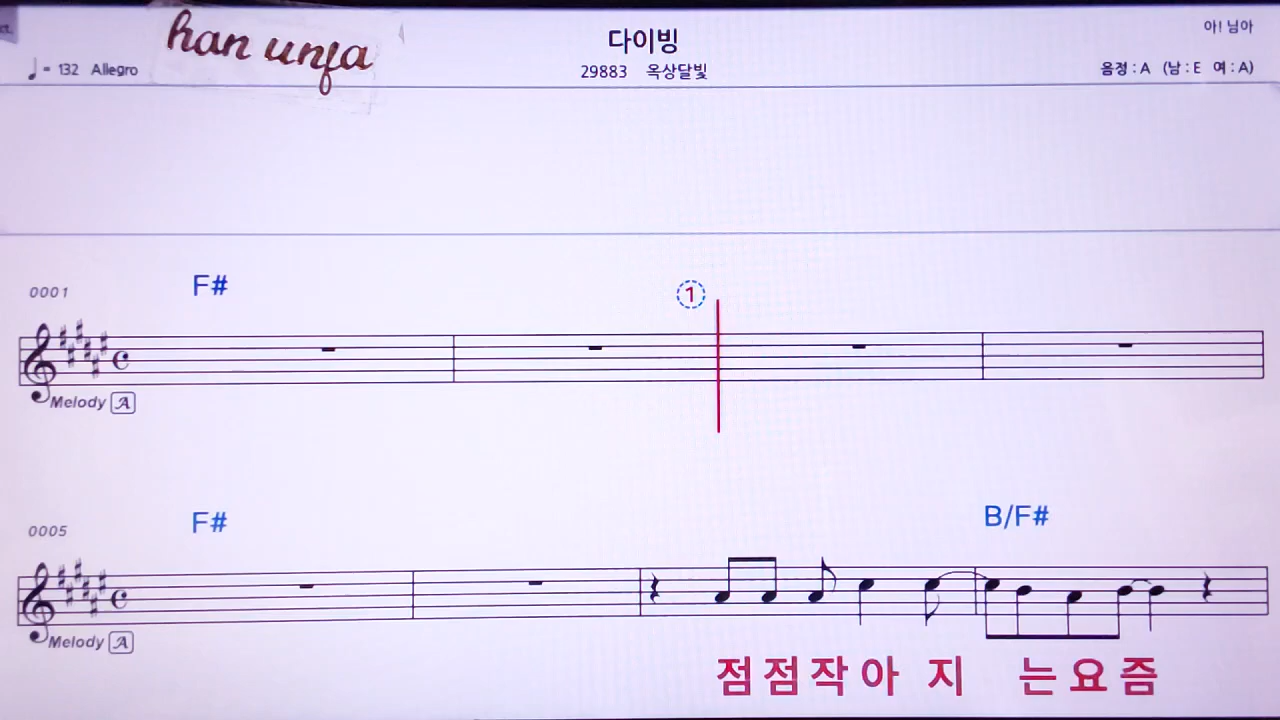 han unfa
다이빙
아! 님아
♩= 132 Allegro
29883 옥상달빛
음정 : A (남 : E 여 : A)
F#
0001
1
Melody A
F#
B/F#
0005
Melody A
점 점 작 아 지 는 요 즘